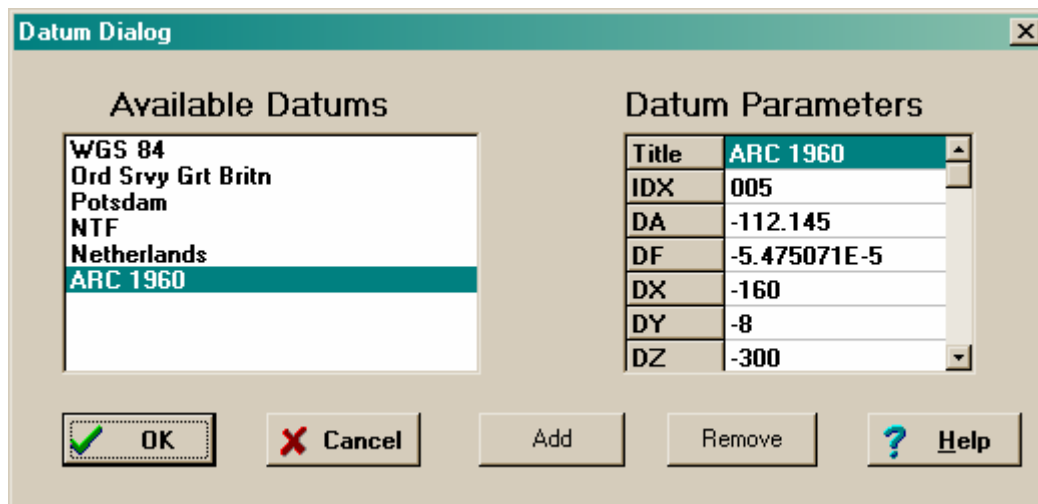 Datum Dialog
Available Datums
WGS 84
Ord Srvy Grt Britn
Potsdam
NTF
Netherlands
ARC 1960
Datum Parameters
Title ARC 1960
IDX 005
DA -112.145
DF -5.475071E-5
DX -160
DY -8
DZ -300
OK Cancel Add Remove ? Help